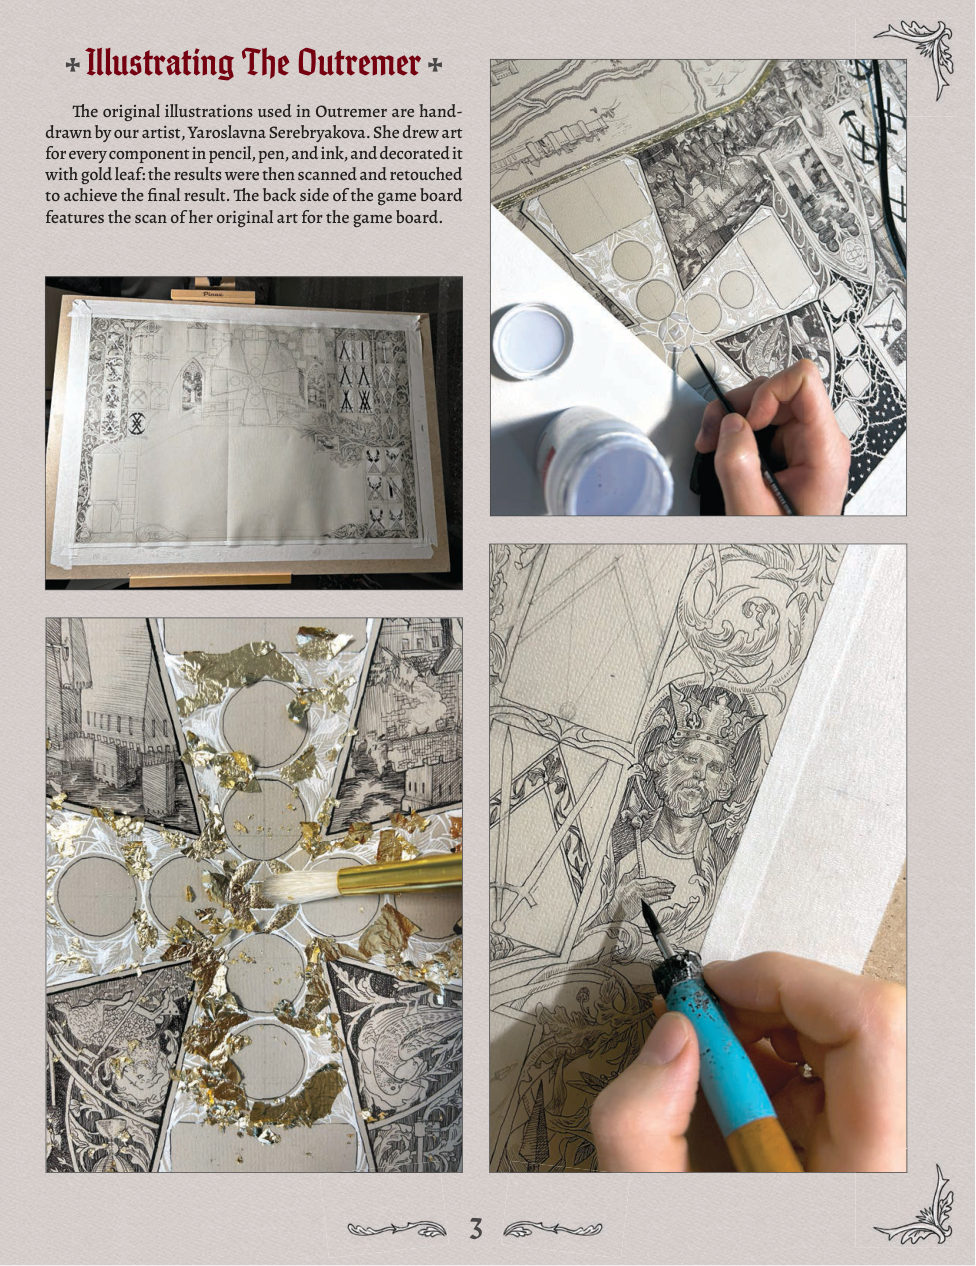 Illustrating The Outremer
The original illustrations used in Outremer are hand-
drawn by our artist, Yaroslavna Serebryakova. She drew art
for every component in pencil, pen, and ink, and decorated it
with gold leaf: the results were then scanned and retouched
to achieve the final result. The back side of the game board
features the scan of her original art for the game board.
3